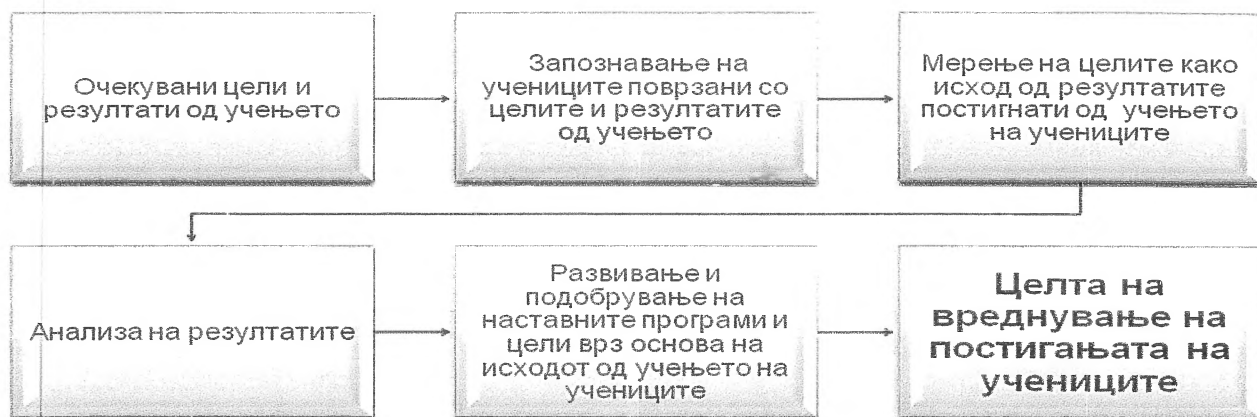 Очекувани цели и
резултати од учењето
Запознавање на
учениците поврзани со
целите и резултатите
од учењето
Мерење на целите како
исход од резултатите
постигнати од учењето
на учениците
Анализа на резултатите
Развивање и
подобрување на
наставните програми и
цели врз основа на
исходот од учењето на
учениците
Целта на
вреднување на
постигањата на
учениците